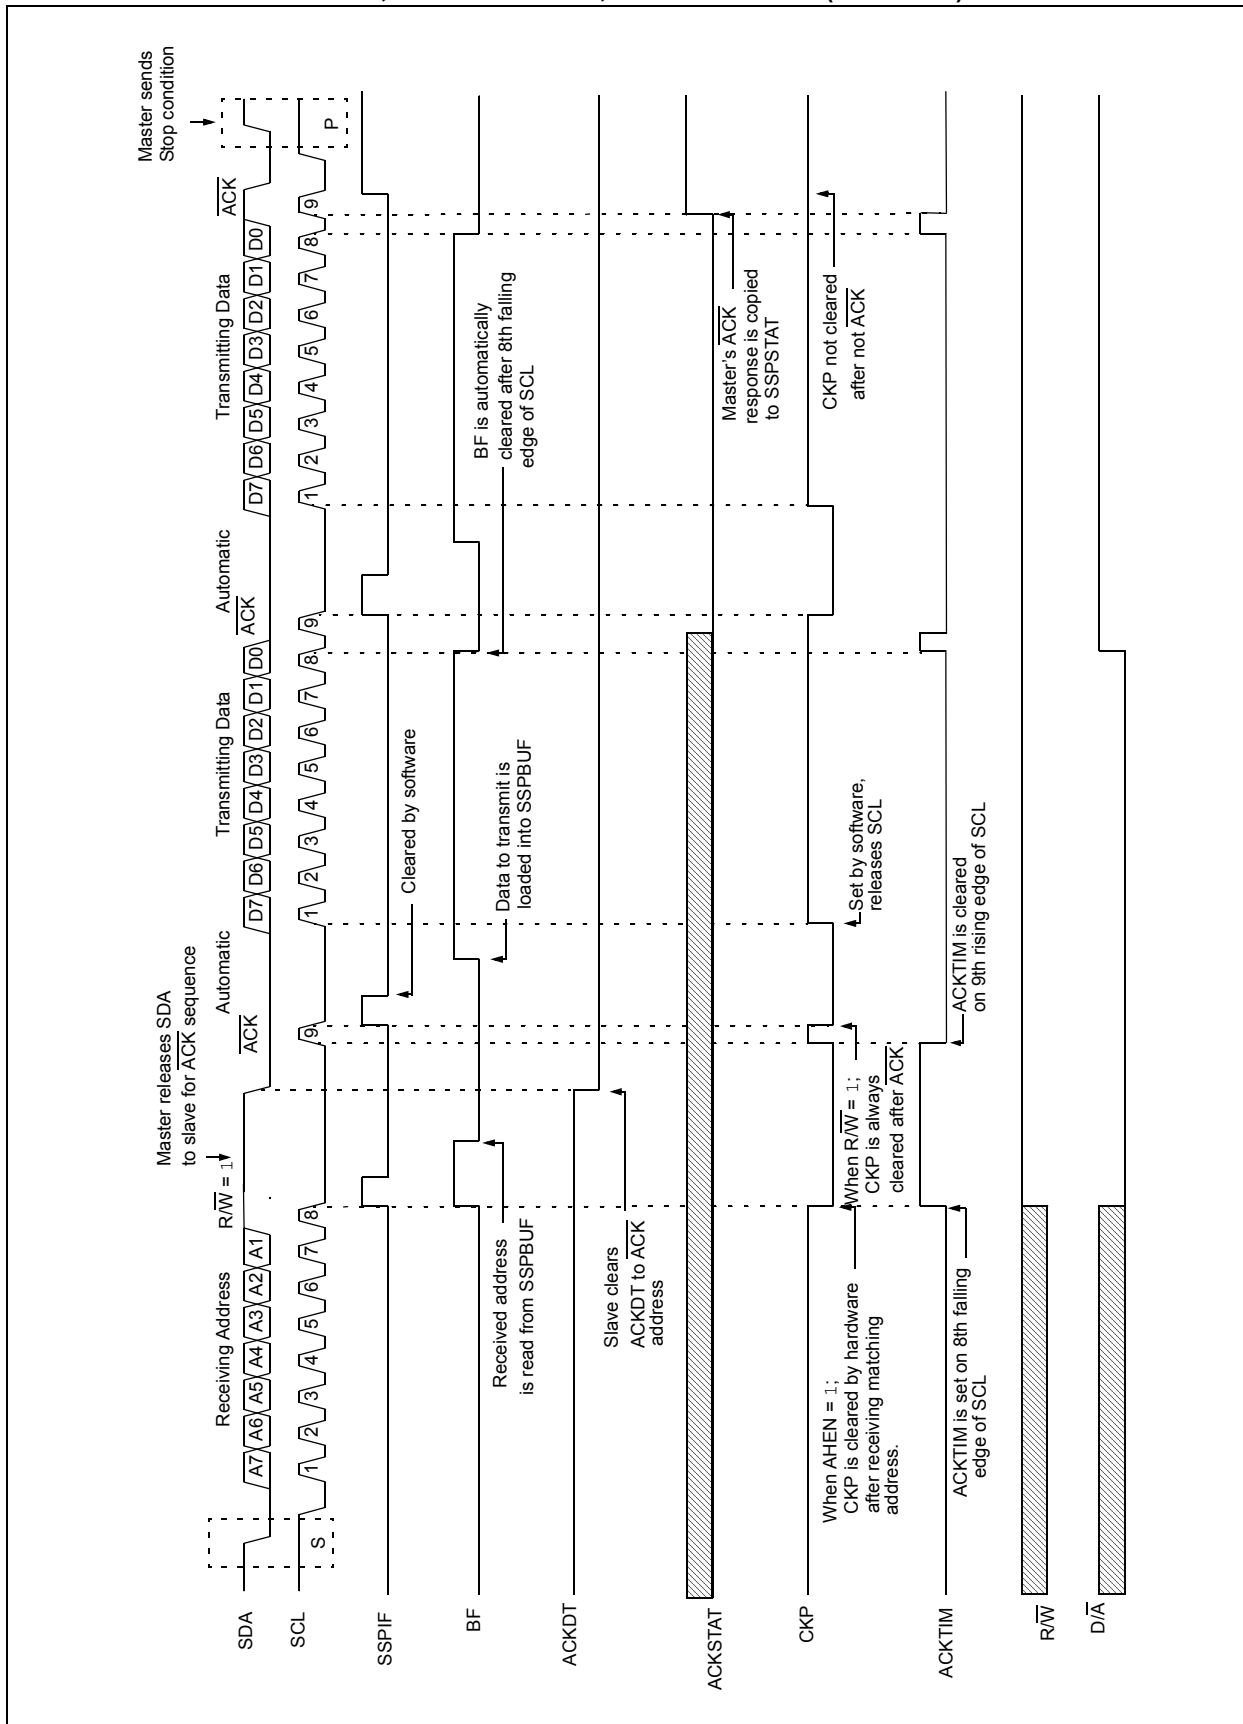 Master sends
Stop condition
Master releases SDA
to slave for ACK sequence
Receiving Address
R/W = 1
Automatic
ACK
Transmitting Data
Automatic
ACK
Transmitting Data
ACK
SDA
A7 A6 A5 A4 A3 A2 A1
D7 D6 D5 D4 D3 D2 D1 D0
D7 D6 D5 D4 D3 D2 D1 D0
SCL
S
1 2 3 4 5 6 7 8 9
1 2 3 4 5 6 7 8 9
1 2 3 4 5 6 7 8 9
P
SSPIF
Cleared by software
BF
Received address
is read from SSPBUF
Data to transmit is
loaded into SSPBUF
BF is automatically
cleared after 8th falling
edge of SCL
ACKDT
Slave clears
ACKDT to ACK
address
ACKSTAT
Master's ACK
response is copied
to SSPSTAT
CKP
When AHEN = 1;
CKP is cleared by hardware
after receiving matching
address.
When R/W = 1;
CKP is always
cleared after ACK
Set by software,
releases SCL
CKP not cleared
after not ACK
ACKTIM
ACKTIM is set on 8th falling
edge of SCL
ACKTIM is cleared
on 9th rising edge of SCL
R/W
D/A